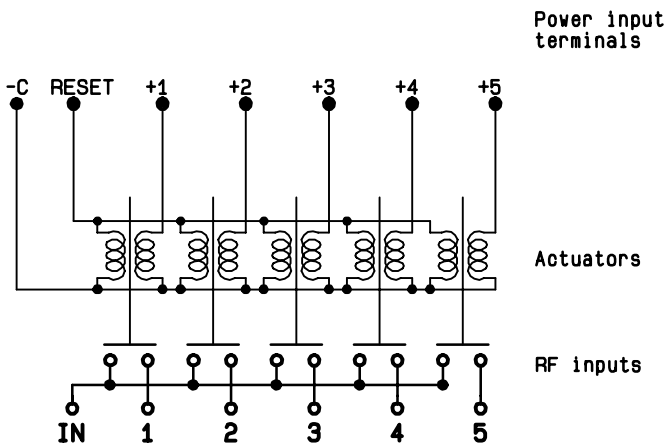 Power input
terminals
-C RESET +1 +2 +3 +4 +5
Actuators
RF inputs
IN 1 2 3 4 5